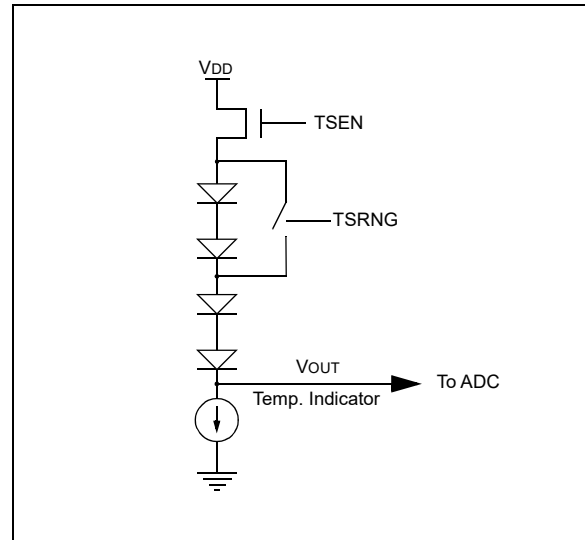 VDD
TSEN
TSRNG
VOUT
To ADC
Temp. Indicator